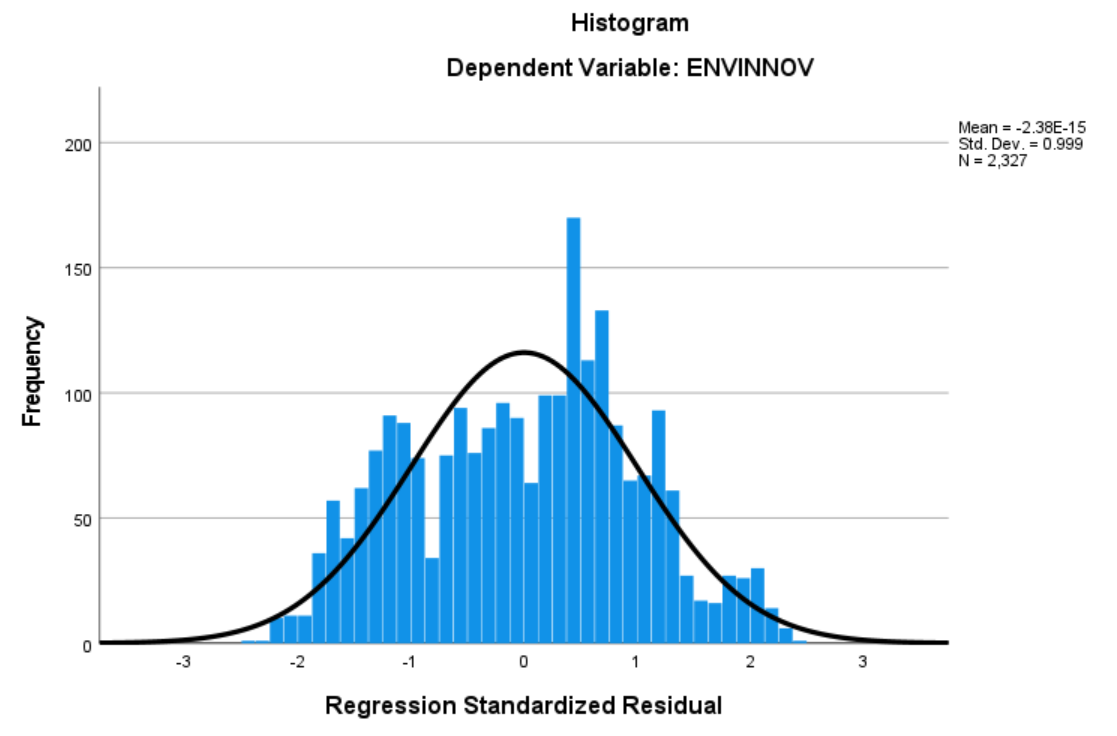 Histogram
Dependent Variable: ENVINNOV
Mean = -2.38E-15
Std. Dev. = 0.999
N = 2,327
200
150
100
50
0
Frequency
-3 -2 -1 0 1 2 3
Regression Standardized Residual